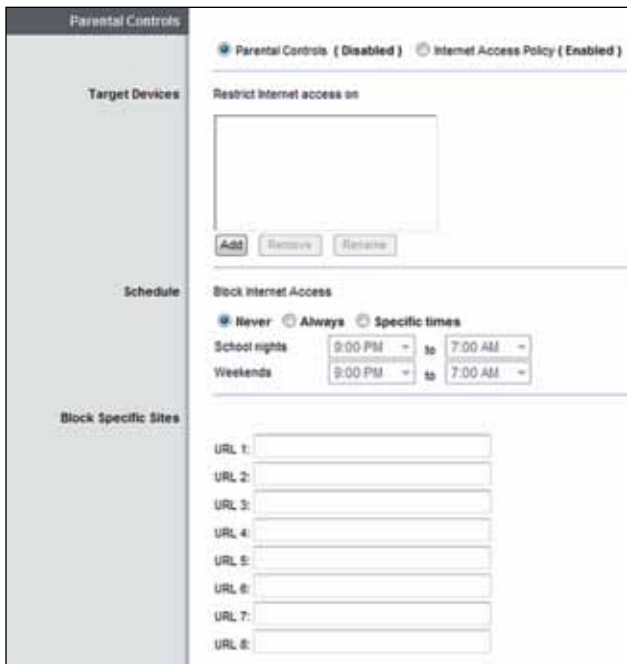 Parental Controls
Parental Controls ( Disabled ) Internet Access Policy ( Enabled )
Target Devices Restrict Internet access on
Add Remove Rename
Schedule Block Internet Access
Never Always Specific times
School nights 9:00 PM to 7:00 AM
Weekends 9:00 PM to 7:00 AM
Block Specific Sites
URL 1:
URL 2:
URL 3:
URL 4:
URL 5:
URL 6:
URL 7:
URL 8: